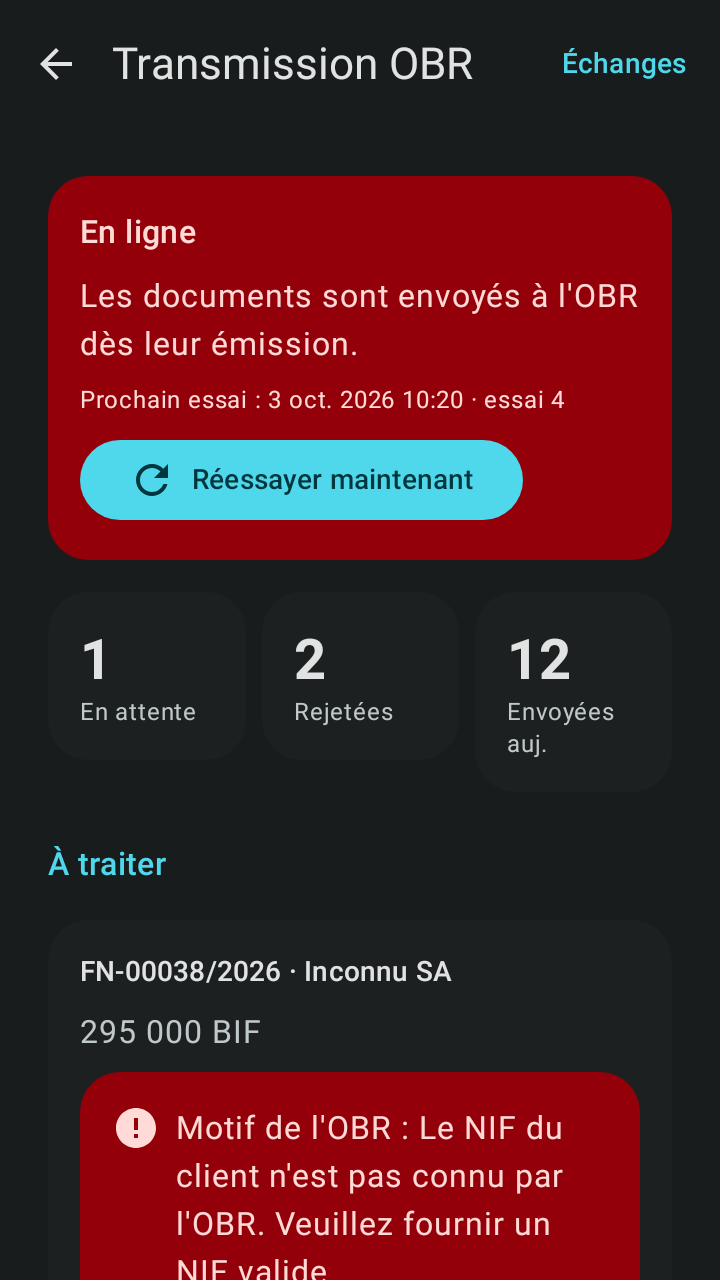 Transmission OBR
Échanges
En ligne
Les documents sont envoyés à l'OBR
dès leur émission.
Prochain essai : 3 oct. 2026 10:20 · essai 4
Réessayer maintenant
1
En attente
2
Rejetées
12
Envoyées
auj.
À traiter
FN-00038/2026 · Inconnu SA
295 000 BIF
Motif de l'OBR : Le NIF du
client n'est pas connu par
l'OBR. Veuillez fournir un
NIF valide